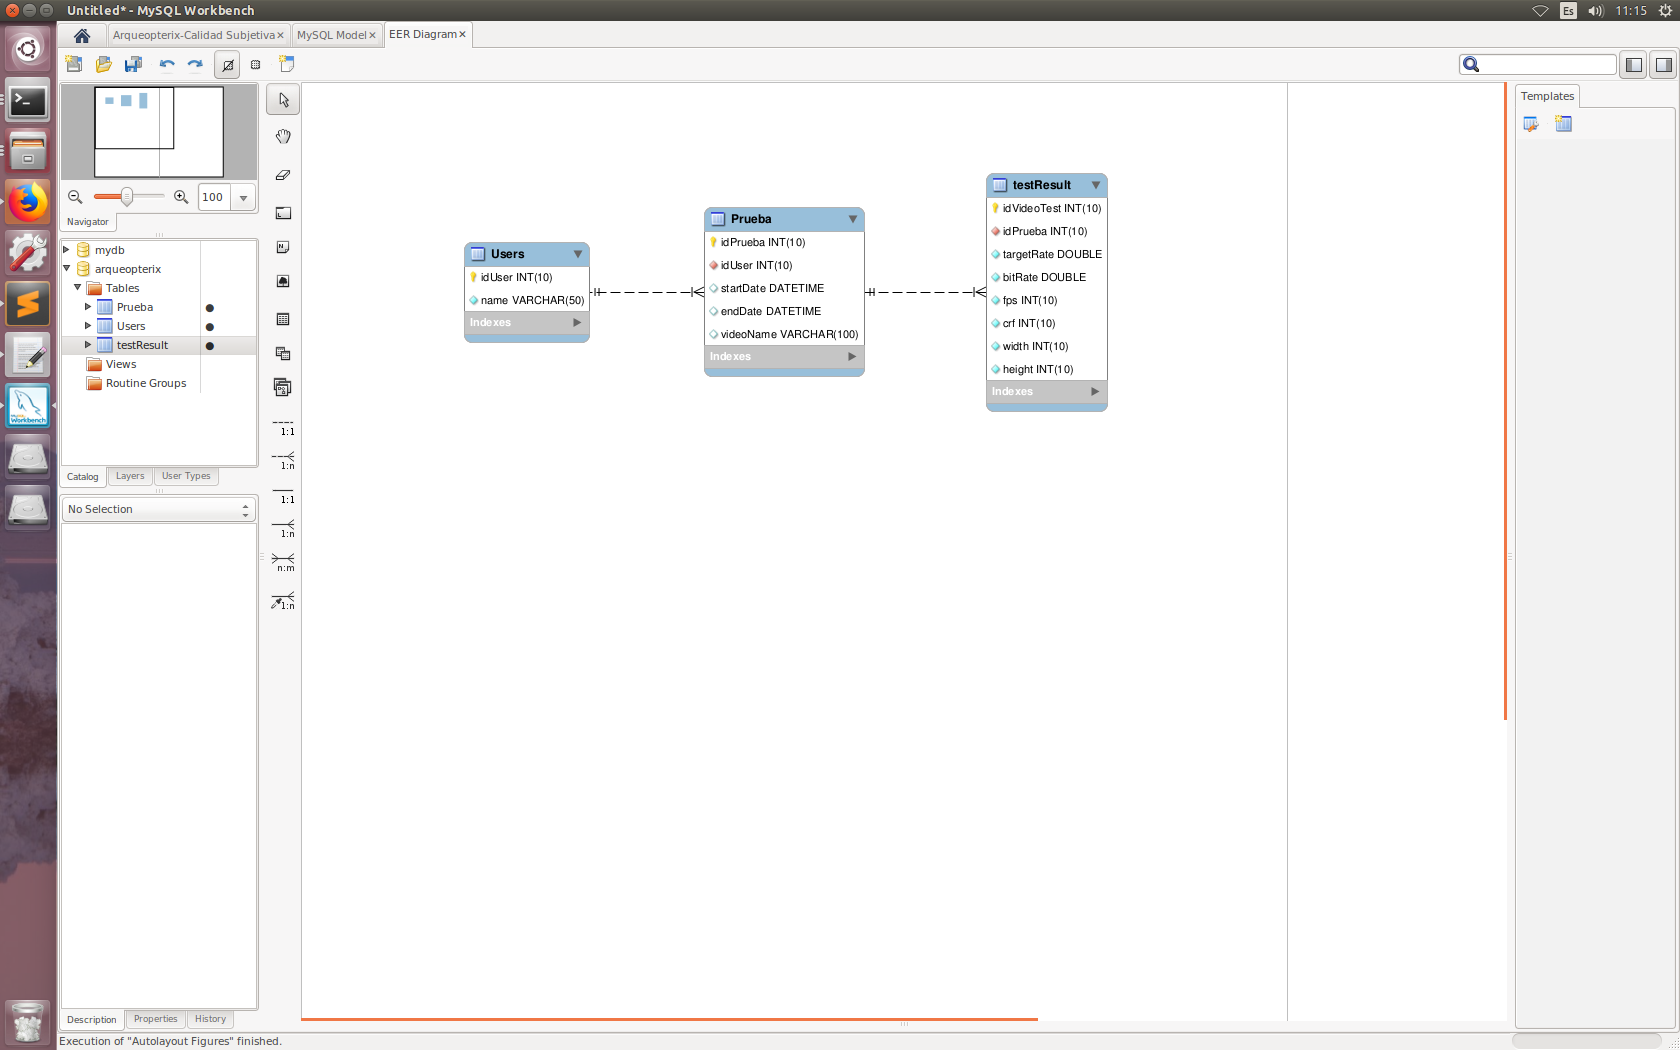 Untitled* - MySQL Workbench
Es
11:15
Arqueopterix-Calidad Subjetiva
MySQL Model
EER Diagram
100
Navigator
mydb
arqueopterix
Tables
Prueba
Users
testResult
Views
Routine Groups
Catalog
Layers
User Types
No Selection
Description
Properties
History
1:1
1:n
1:1
1:n
n:m
1:n
Users
idUser INT(10)
name VARCHAR(50)
Indexes
Prueba
idPrueba INT(10)
idUser INT(10)
startDate DATETIME
endDate DATETIME
videoName VARCHAR(100)
Indexes
testResult
idVideoTest INT(10)
idPrueba INT(10)
targetRate DOUBLE
bitRate DOUBLE
fps INT(10)
crf INT(10)
width INT(10)
height INT(10)
Indexes
Templates
Workbench
Execution of "Autolayout Figures" finished.